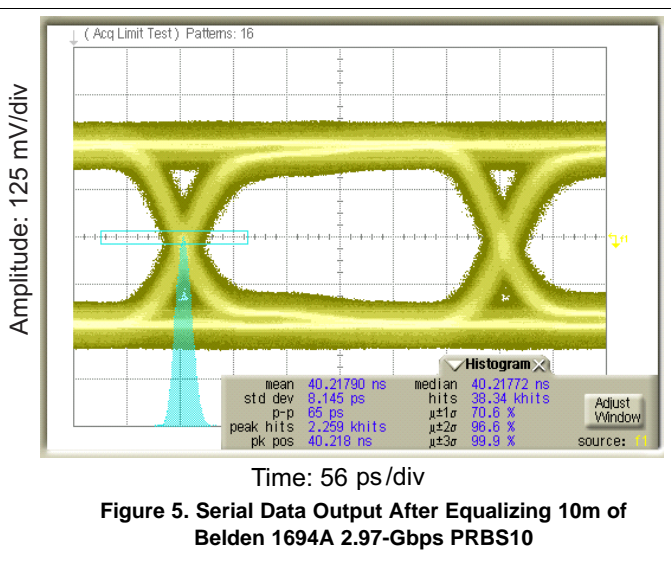 ( Acq Limit Test ) Patterns: 16
Amplitude: 125 mV/div
Histogram
mean 40.21790 ns median 40.21772 ns
std dev 8.145 ps hits 38.34 khits
p-p 65 ps μ±1σ 70.6 %
peak hits 2.259 khits μ±2σ 96.6 %
pk pos 40.218 ns μ±3σ 99.9 %
Adjust
Window
source: f1
Time: 56 ps/div
Figure 5. Serial Data Output After Equalizing 10m of
Belden 1694A 2.97-Gbps PRBS10